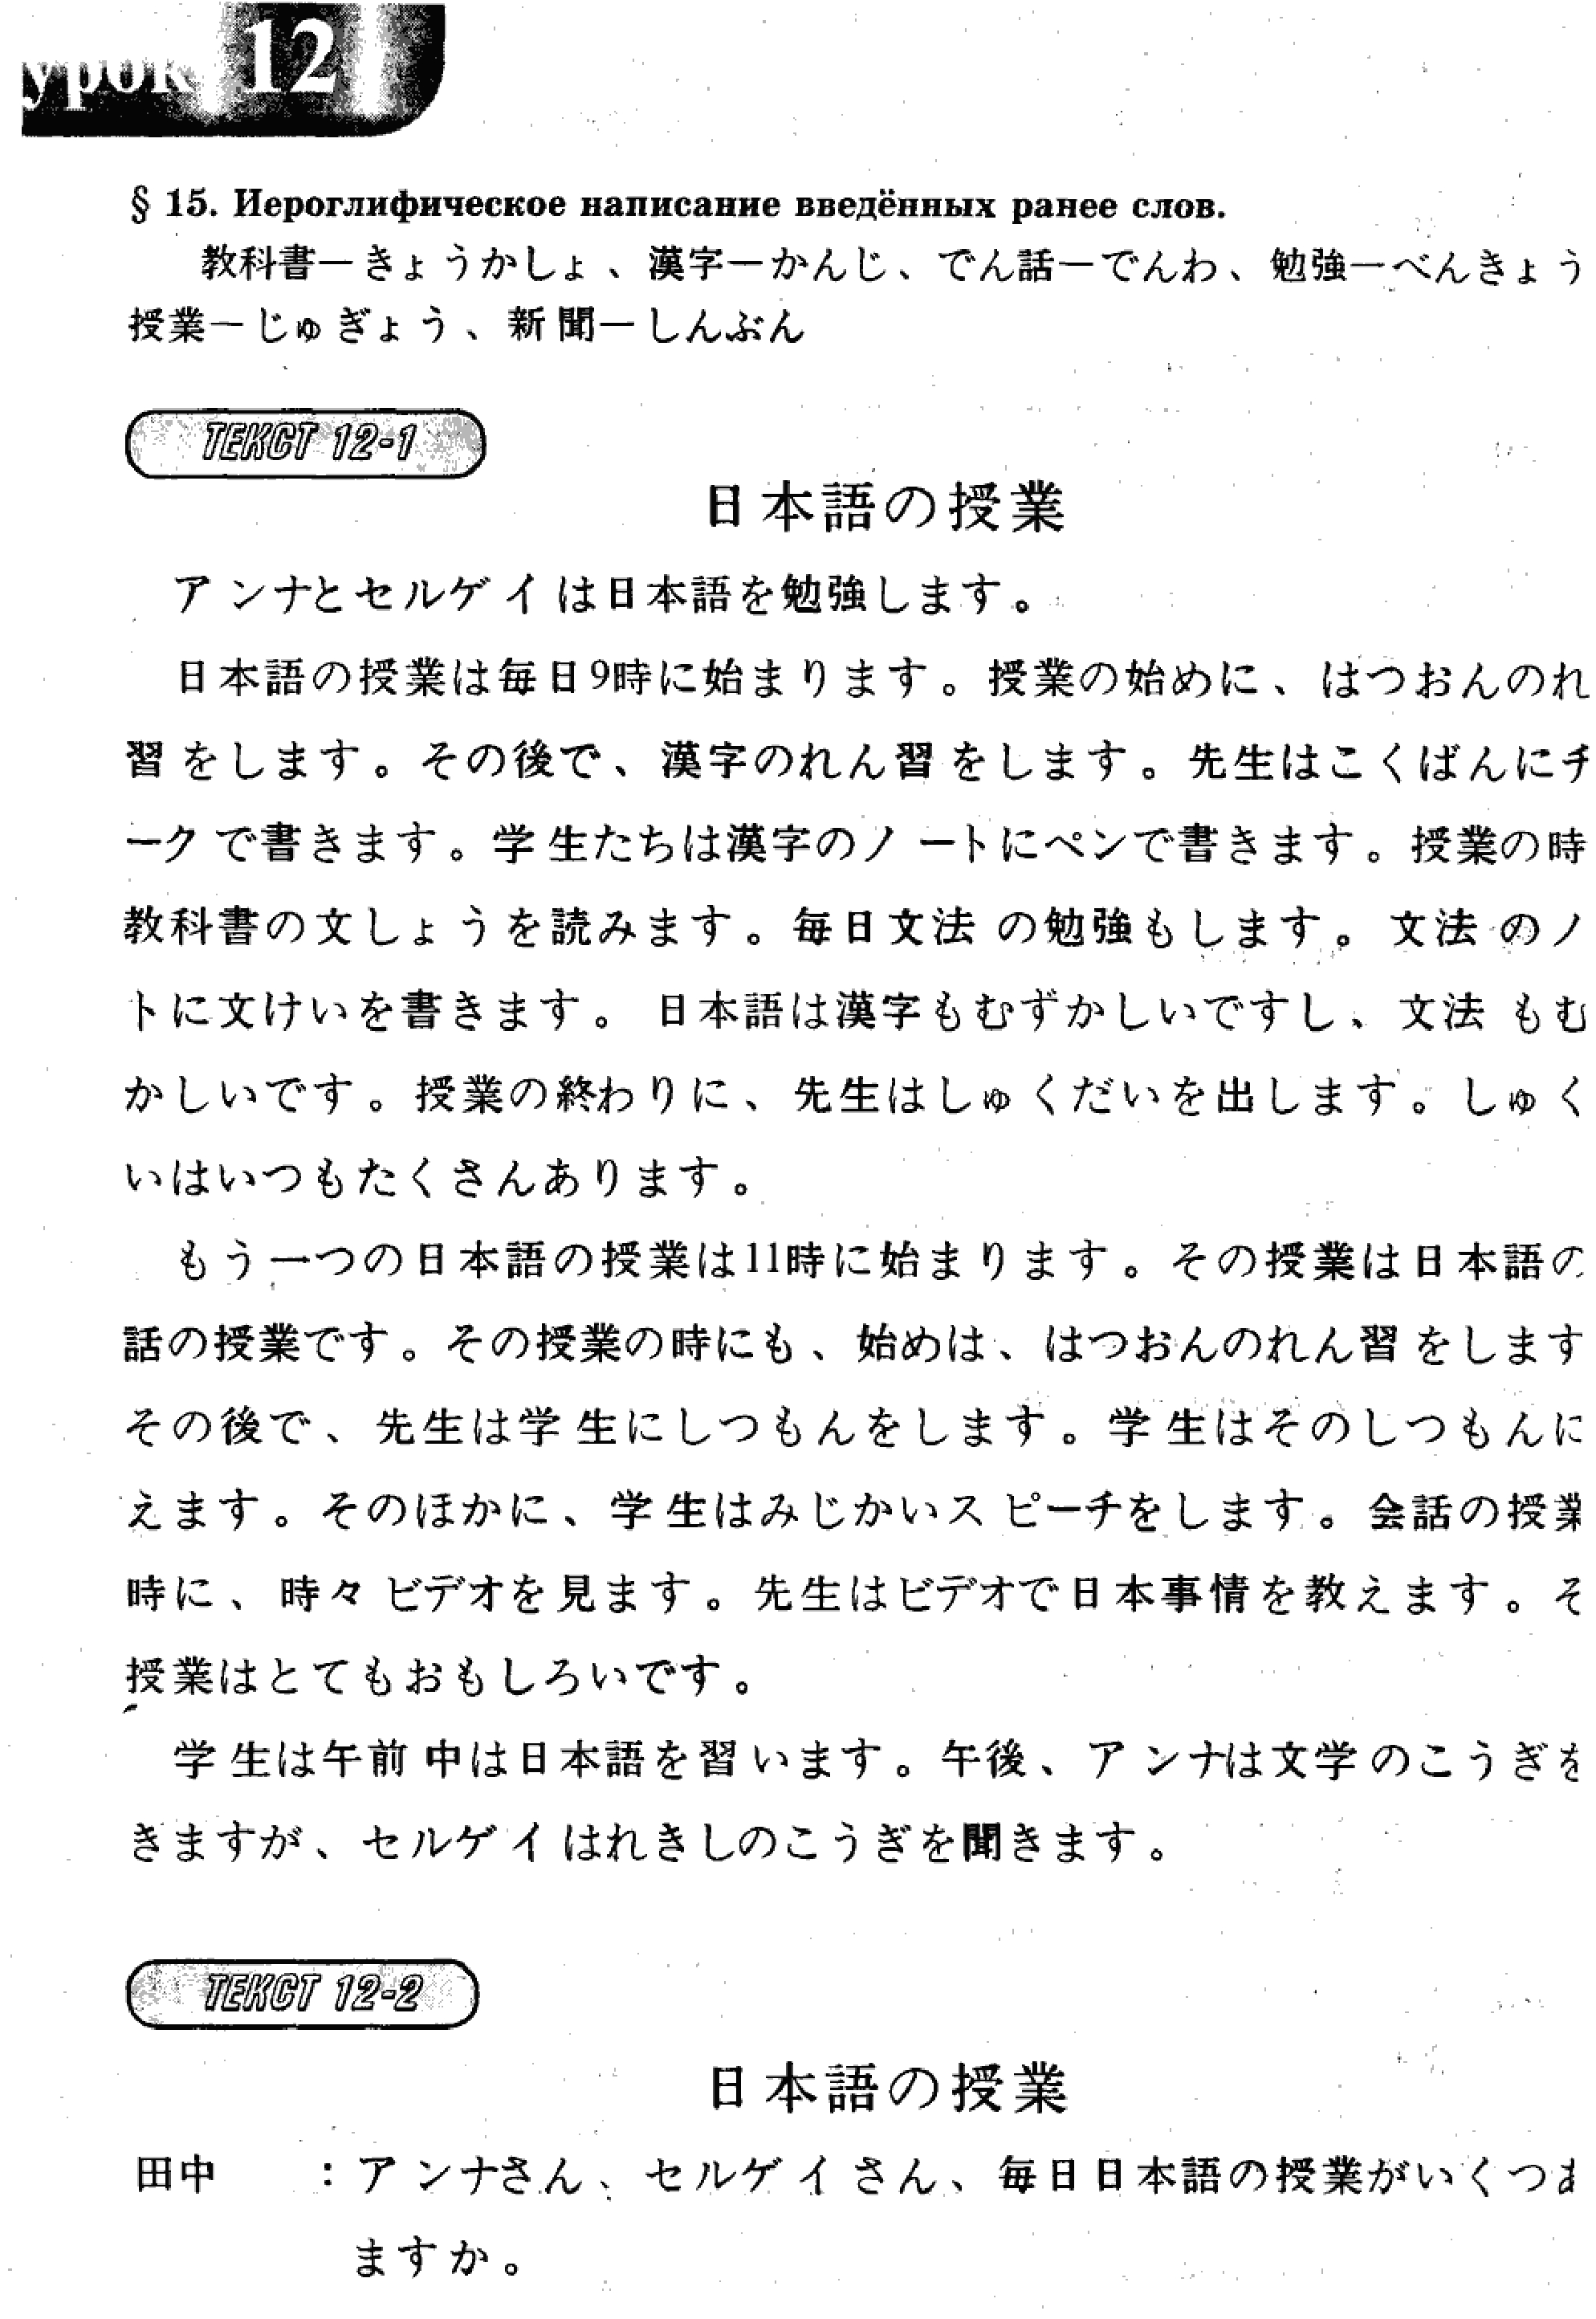 урок 12
§ 15. Иероглифическое написание введённых ранее слов.
教科書―きょうかしょ、漢字―かんじ、でん話―でんわ、勉強―べんきょう
授業―じゅぎょう、新聞―しんぶん
ТЕКСТ 12-1
日本語の授業
アンナとセルゲイは日本語を勉強します。
日本語の授業は毎日9時に始まります。授業の始めに、はつおんのれ
習をします。その後で、漢字のれん習をします。先生はこくばんにチ
ークで書きます。学生たちは漢字のノートにペンで書きます。授業の時
教科書の文しょうを読みます。毎日文法の勉強もします。文法のノ
トに文けいを書きます。日本語は漢字もむずかしいですし、文法もむ
かしいです。授業の終わりに、先生はしゅくだいを出します。しゅく
いはいつもたくさんあります。
もう一つの日本語の授業は11時に始まります。その授業は日本語の
話の授業です。その授業の時にも、始めは、はつおんのれん習をします
その後で、先生は学生にしつもんをします。学生はそのしつもんに
えます。そのほかに、学生はみじかいスピーチをします。会話の授業
時に、時々ビデオを見ます。先生はビデオで日本事情を教えます。そ
授業はとてもおもしろいです。
学生は午前中は日本語を習います。午後、アンナは文学のこうぎを
きますが、セルゲイはれきしのこうぎを聞きます。
ТЕКСТ 12-2
日本語の授業
田中 : アンナさん、セルゲイさん、毎日日本語の授業がいくつあ
ますか。